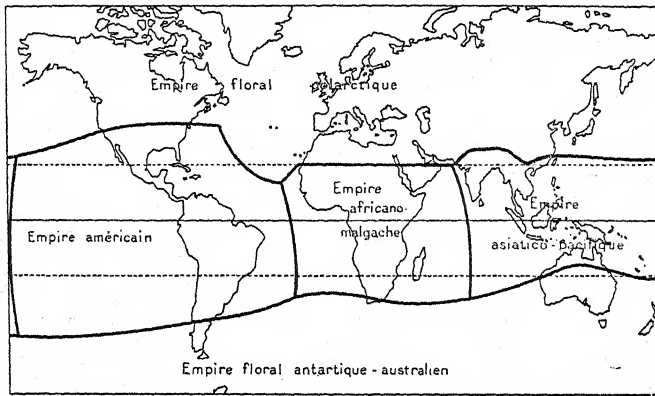 Empire floral holarctique
Empire
africano-
malgache
Empire
Empire américain
asiatico-pacifique
Empire floral antartique-australien